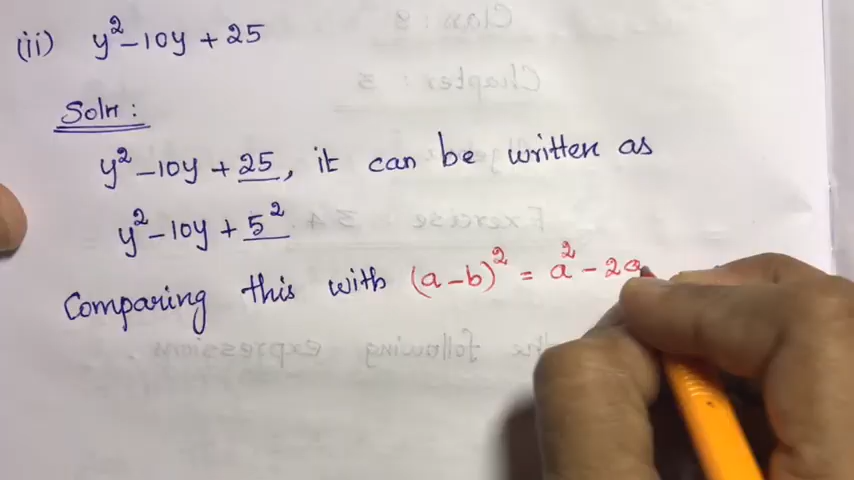 (ii) y² - 10y + 25
Soln :
y² - 10y + 25, it can be written as
y² - 10y + 5²
Comparing this with (a - b)² = a² - 2a